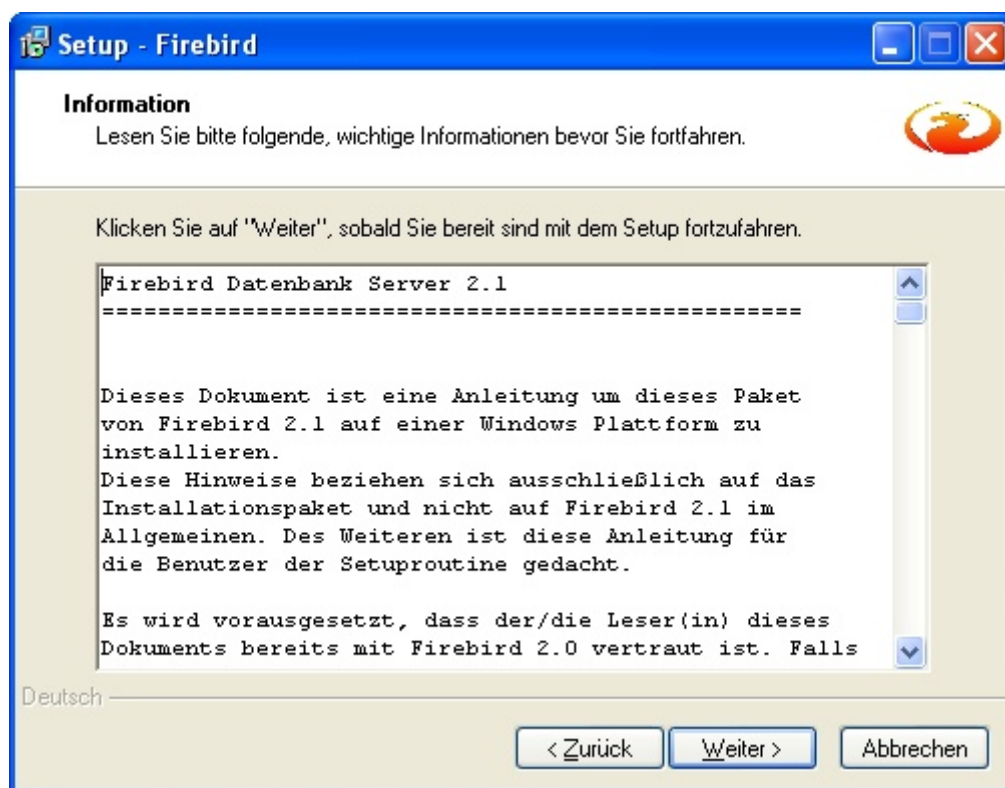 Setup - Firebird
Information
Lesen Sie bitte folgende, wichtige Informationen bevor Sie fortfahren.
Klicken Sie auf "Weiter", sobald Sie bereit sind mit dem Setup fortzufahren.
Firebird Datenbank Server 2.1
==================================================
Dieses Dokument ist eine Anleitung um dieses Paket
von Firebird 2.1 auf einer Windows Plattform zu
installieren.
Diese Hinweise beziehen sich ausschließlich auf das
Installationspaket und nicht auf Firebird 2.1 im
Allgemeinen. Des Weiteren ist diese Anleitung für
die Benutzer der Setuproutine gedacht.
Es wird vorausgesetzt, dass der/die Leser(in) dieses
Dokuments bereits mit Firebird 2.0 vertraut ist. Falls
Deutsch
< Zurück Weiter > Abbrechen